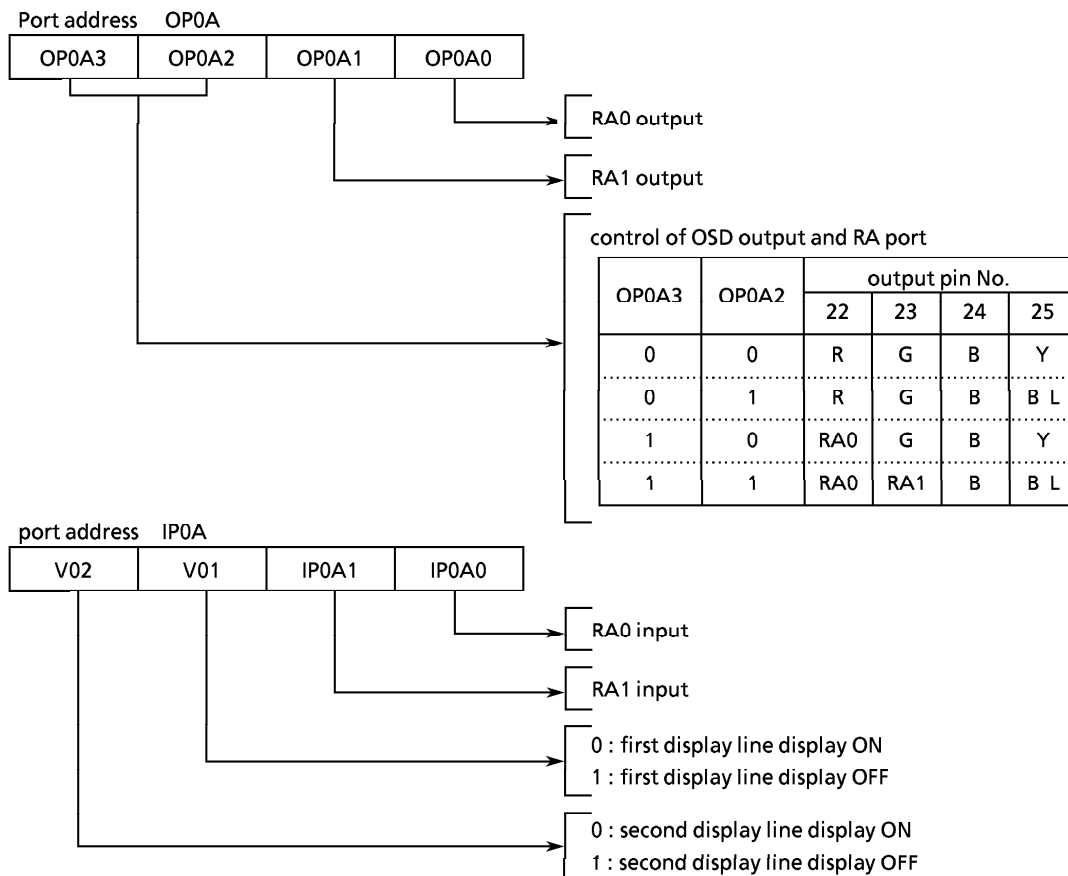 Port address OP0A
OP0A3 OP0A2 OP0A1 OP0A0
RA0 output
RA1 output
control of OSD output and RA port
OP0A3 OP0A2 output pin No.
22 23 24 25
0 0 R G B Y
0 1 R G B B L
1 0 RA0 G B Y
1 1 RA0 RA1 B B L
port address IP0A
V02 V01 IP0A1 IP0A0
RA0 input
RA1 input
0 : first display line display ON
1 : first display line display OFF
0 : second display line display ON
1 : second display line display OFF